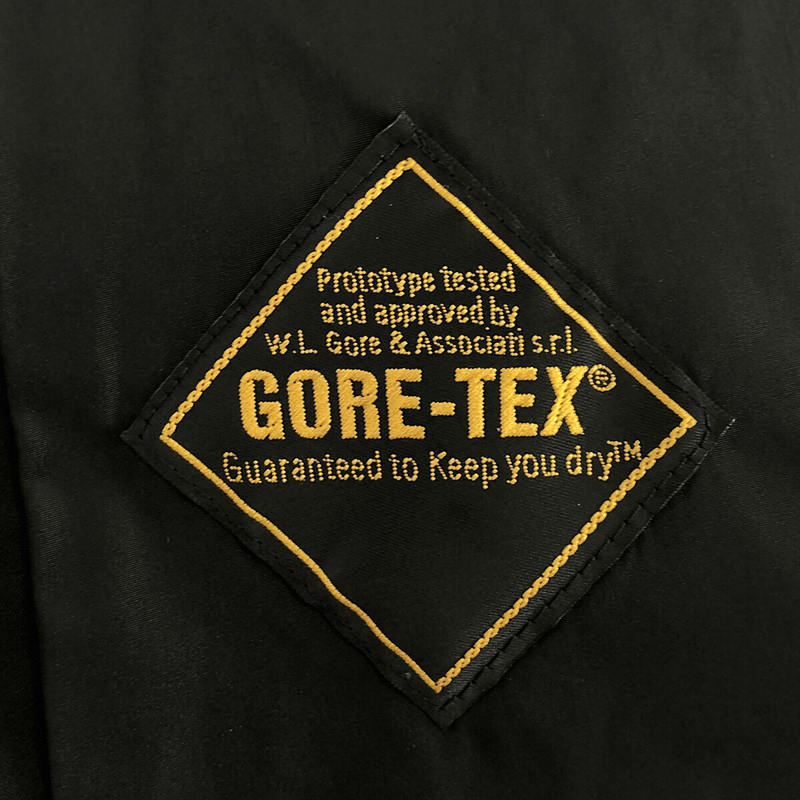 Prototype tested
and approved by
W.L. Gore & Associati s.r.l.
GORE-TEX®
Guaranteed to Keep you dry™